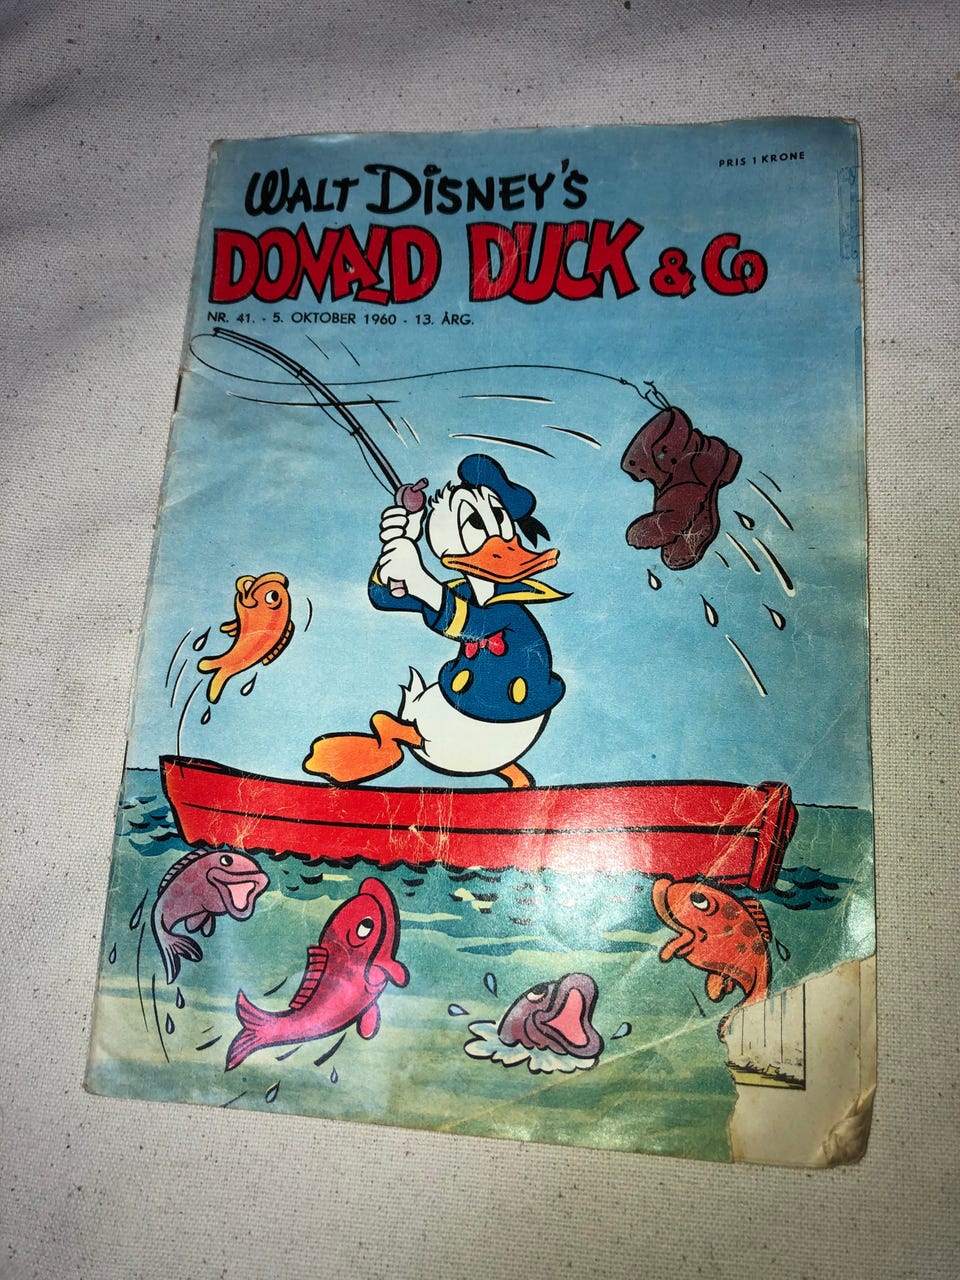 PRIS 1 KRONE
WALT DISNEY'S
DONALD DUCK & Co
NR. 41. - 5. OKTOBER 1960 - 13. ÅRG.